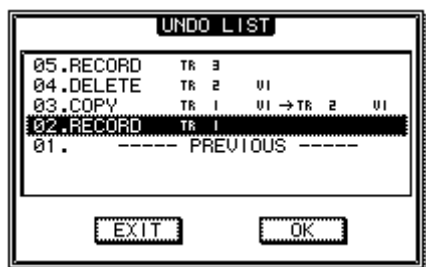 UNDO LIST
05.RECORD TR 3
04.DELETE TR 2 V1
03.COPY TR 1 V1 →TR 2 V1
02.RECORD TR 1
01. ----- PREVIOUS -----
EXIT OK